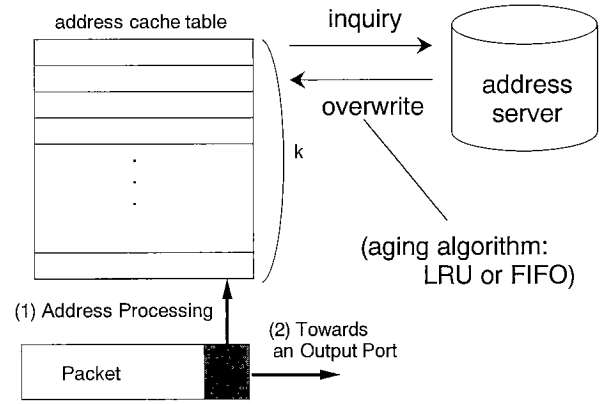 address cache table
inquiry
address
server
overwrite
k
(aging algorithm:
LRU or FIFO)
(1) Address Processing
(2) Towards
an Output Port
Packet